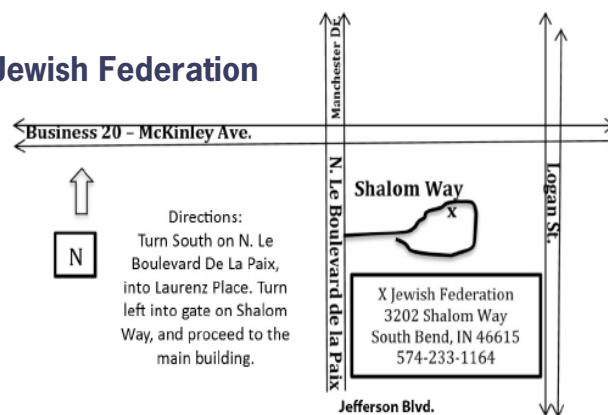 Jewish Federation
Manchester Dr.
Business 20 – McKinley Ave.
N. Le Boulevard de la Paix
Shalom Way
x
Logan St.
N
Directions:
Turn South on N. Le
Boulevard De La Paix,
into Laurenz Place. Turn
left into gate on Shalom
Way, and proceed to the
main building.
X Jewish Federation
3202 Shalom Way
South Bend, IN 46615
574-233-1164
Jefferson Blvd.